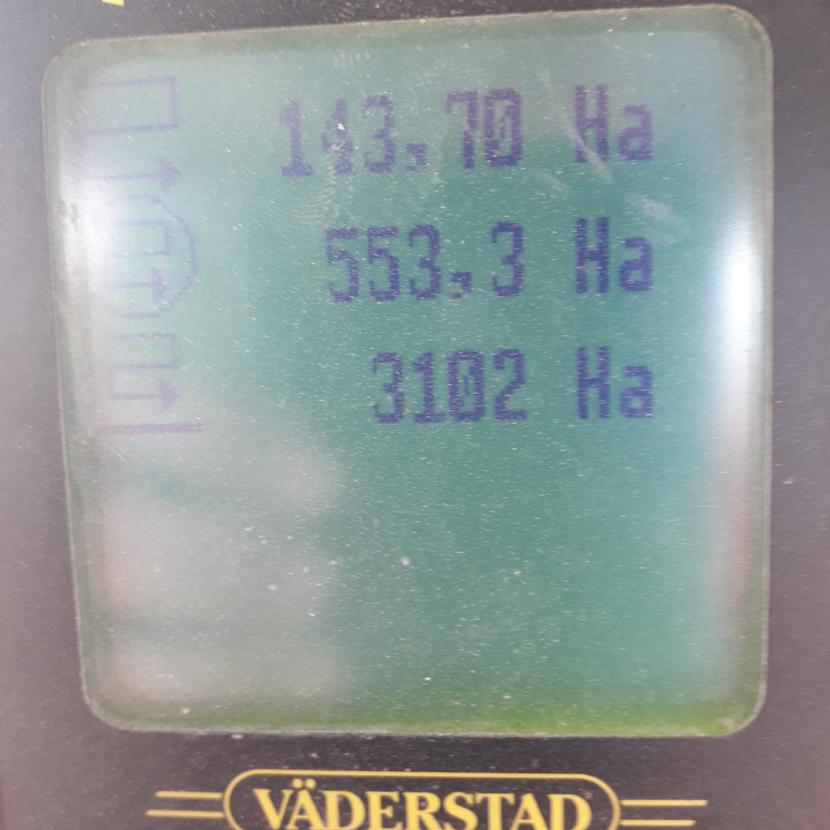 143,70 Ha
553,3 Ha
3102 Ha
VÄDERSTAD